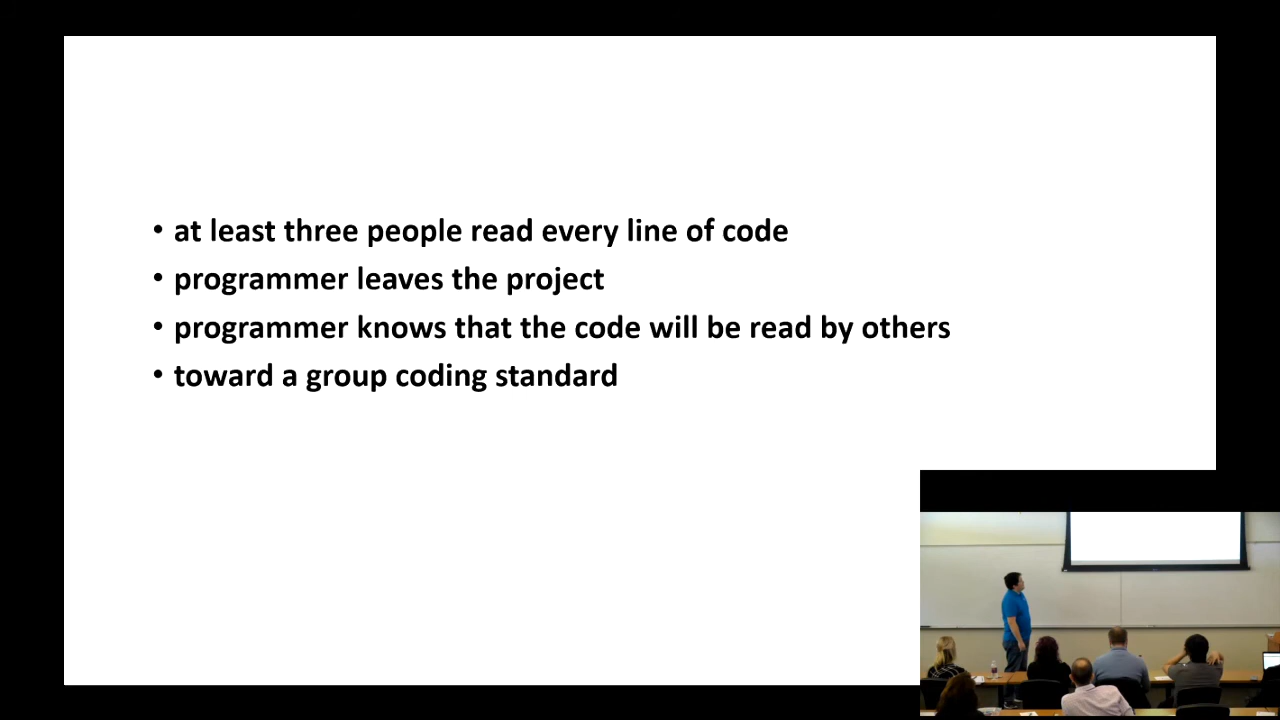 • at least three people read every line of code
• programmer leaves the project
• programmer knows that the code will be read by others
• toward a group coding standard